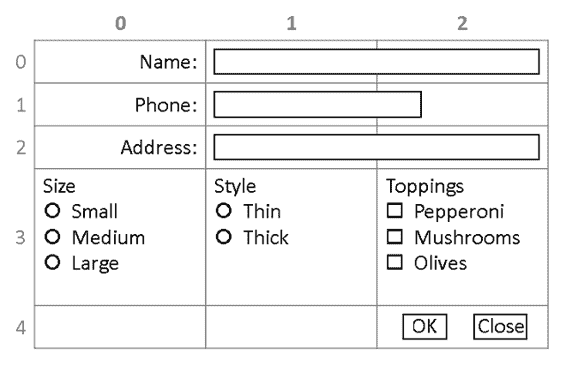 0 1 2
0 Name:
1 Phone:
2 Address:
Size Style Toppings
Small Thin Pepperoni
3 Medium Thick Mushrooms
Large Olives
4 OK Close